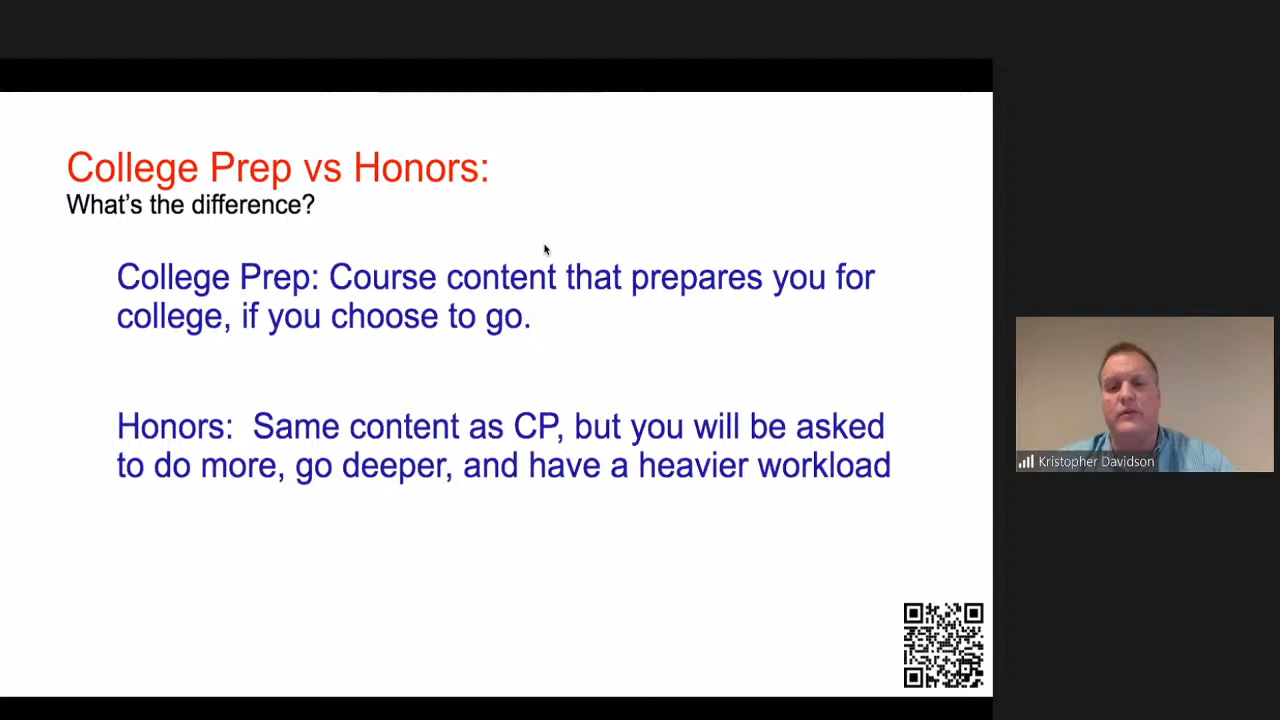 College Prep vs Honors:
What's the difference?
College Prep: Course content that prepares you for
college, if you choose to go.
Honors:  Same content as CP, but you will be asked
to do more, go deeper, and have a heavier workload
Kristopher Davidson